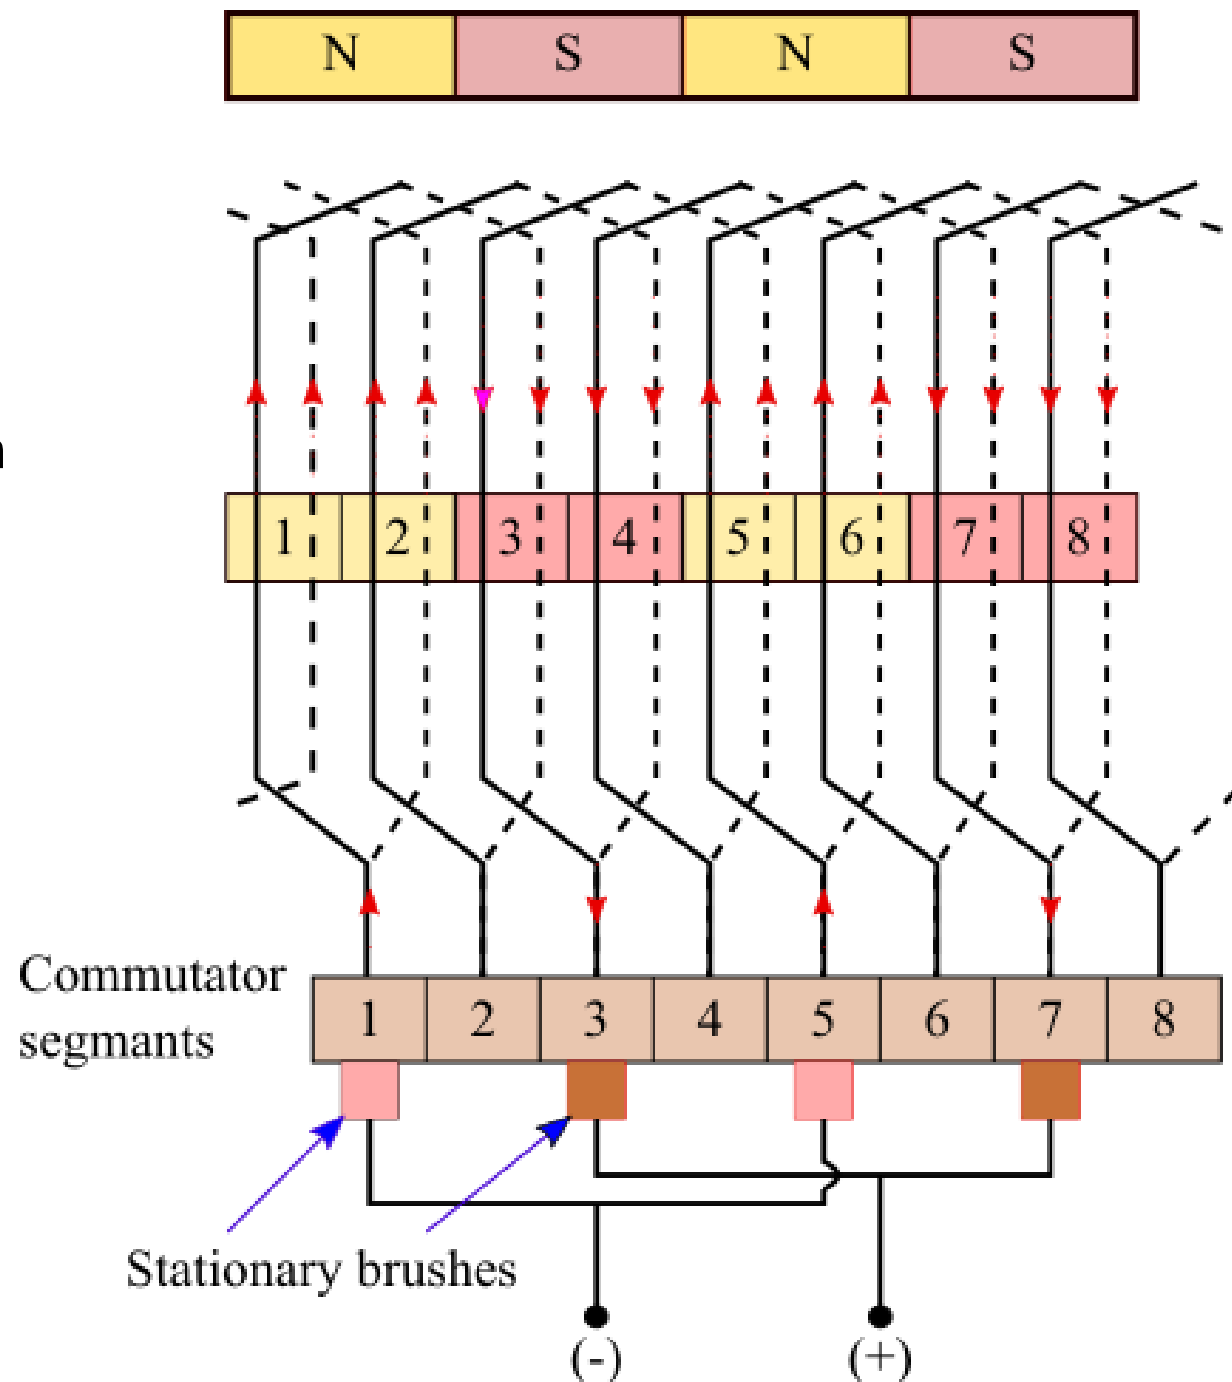 N S N S
1 2 3 4 5 6 7 8
Commutator
segmants
1 2 3 4 5 6 7 8
Stationary brushes
(-) (+)